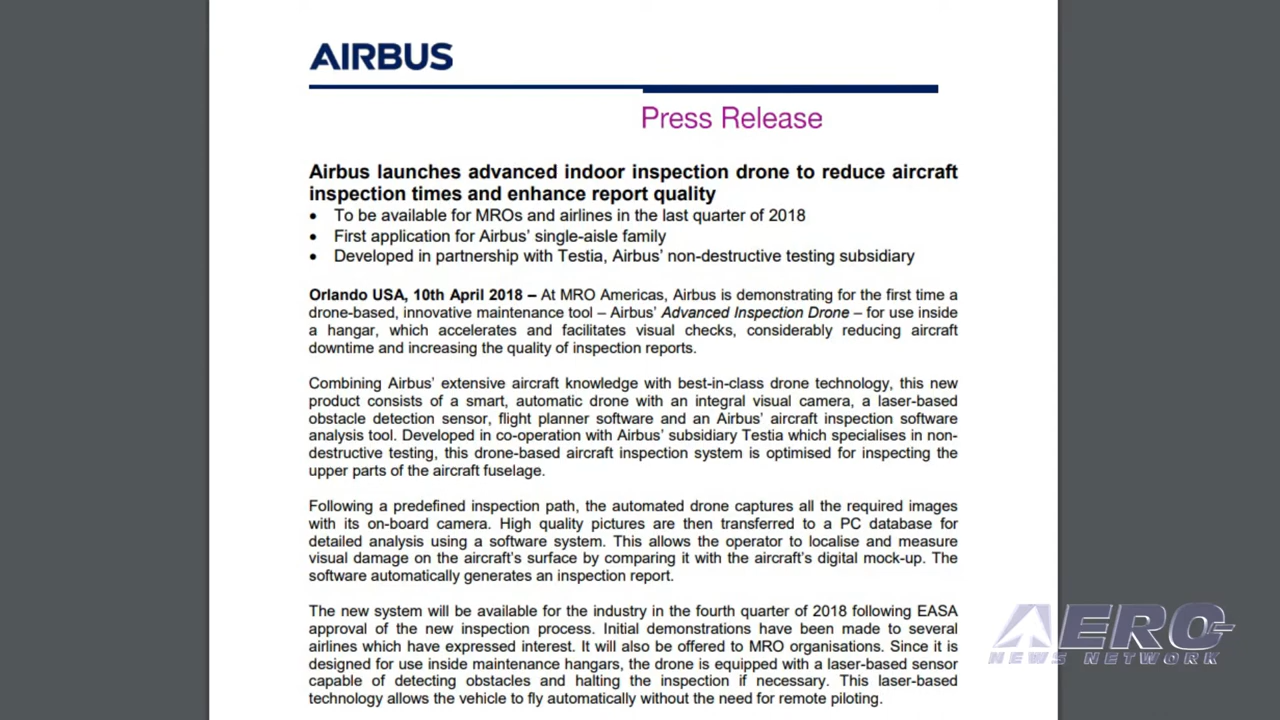 AIRBUS
Press Release
Airbus launches advanced indoor inspection drone to reduce aircraft
inspection times and enhance report quality
• To be available for MROs and airlines in the last quarter of 2018
• First application for Airbus’ single-aisle family
• Developed in partnership with Testia, Airbus’ non-destructive testing subsidiary
Orlando USA, 10th April 2018 – At MRO Americas, Airbus is demonstrating for the first time a
drone-based, innovative maintenance tool – Airbus’ Advanced Inspection Drone – for use inside
a hangar, which accelerates and facilitates visual checks, considerably reducing aircraft
downtime and increasing the quality of inspection reports.
Combining Airbus’ extensive aircraft knowledge with best-in-class drone technology, this new
product consists of a smart, automatic drone with an integral visual camera, a laser-based
obstacle detection sensor, flight planner software and an Airbus’ aircraft inspection software
analysis tool. Developed in co-operation with Airbus’ subsidiary Testia which specialises in non-
destructive testing, this drone-based aircraft inspection system is optimised for inspecting the
upper parts of the aircraft fuselage.
Following a predefined inspection path, the automated drone captures all the required images
with its on-board camera. High quality pictures are then transferred to a PC database for
detailed analysis using a software system. This allows the operator to localise and measure
visual damage on the aircraft’s surface by comparing it with the aircraft’s digital mock-up. The
software automatically generates an inspection report.
The new system will be available for the industry in the fourth quarter of 2018 following EASA
approval of the new inspection process. Initial demonstrations have been made to several
airlines which have expressed interest. It will also be offered to MRO organisations. Since it is
designed for use inside maintenance hangars, the drone is equipped with a laser-based sensor
capable of detecting obstacles and halting the inspection if necessary. This laser-based
technology allows the vehicle to fly automatically without the need for remote piloting.
AERO
NEWS NETWORK